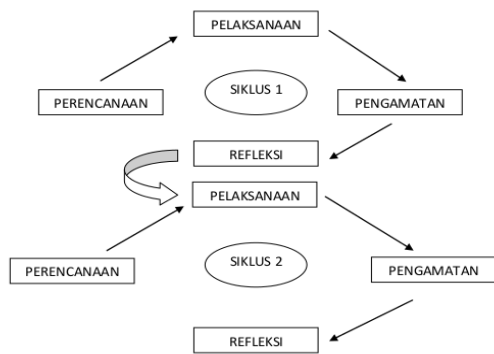 PELAKSANAAN
SIKLUS 1
PERENCANAAN
PENGAMATAN
REFLEKSI
PELAKSANAAN
SIKLUS 2
PERENCANAAN
PENGAMATAN
REFLEKSI